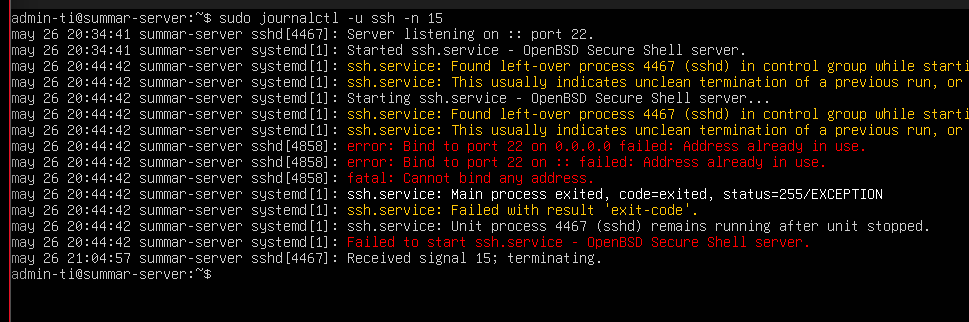 admin-ti@summar-server:~$ sudo journalctl -u ssh -n 15
may 26 20:34:41 summar-server sshd[4467]: Server listening on :: port 22.
may 26 20:34:41 summar-server systemd[1]: Started ssh.service - OpenBSD Secure Shell server.
may 26 20:44:42 summar-server systemd[1]: ssh.service: Found left-over process 4467 (sshd) in control group while starti
may 26 20:44:42 summar-server systemd[1]: ssh.service: This usually indicates unclean termination of a previous run, or
may 26 20:44:42 summar-server systemd[1]: Starting ssh.service - OpenBSD Secure Shell server...
may 26 20:44:42 summar-server systemd[1]: ssh.service: Found left-over process 4467 (sshd) in control group while starti
may 26 20:44:42 summar-server systemd[1]: ssh.service: This usually indicates unclean termination of a previous run, or
may 26 20:44:42 summar-server sshd[4858]: error: Bind to port 22 on 0.0.0.0 failed: Address already in use.
may 26 20:44:42 summar-server sshd[4858]: error: Bind to port 22 on :: failed: Address already in use.
may 26 20:44:42 summar-server sshd[4858]: fatal: Cannot bind any address.
may 26 20:44:42 summar-server systemd[1]: ssh.service: Main process exited, code=exited, status=255/EXCEPTION
may 26 20:44:42 summar-server systemd[1]: ssh.service: Failed with result 'exit-code'.
may 26 20:44:42 summar-server systemd[1]: ssh.service: Unit process 4467 (sshd) remains running after unit stopped.
may 26 20:44:42 summar-server systemd[1]: Failed to start ssh.service - OpenBSD Secure Shell server.
may 26 21:04:57 summar-server sshd[4467]: Received signal 15; terminating.
admin-ti@summar-server:~$